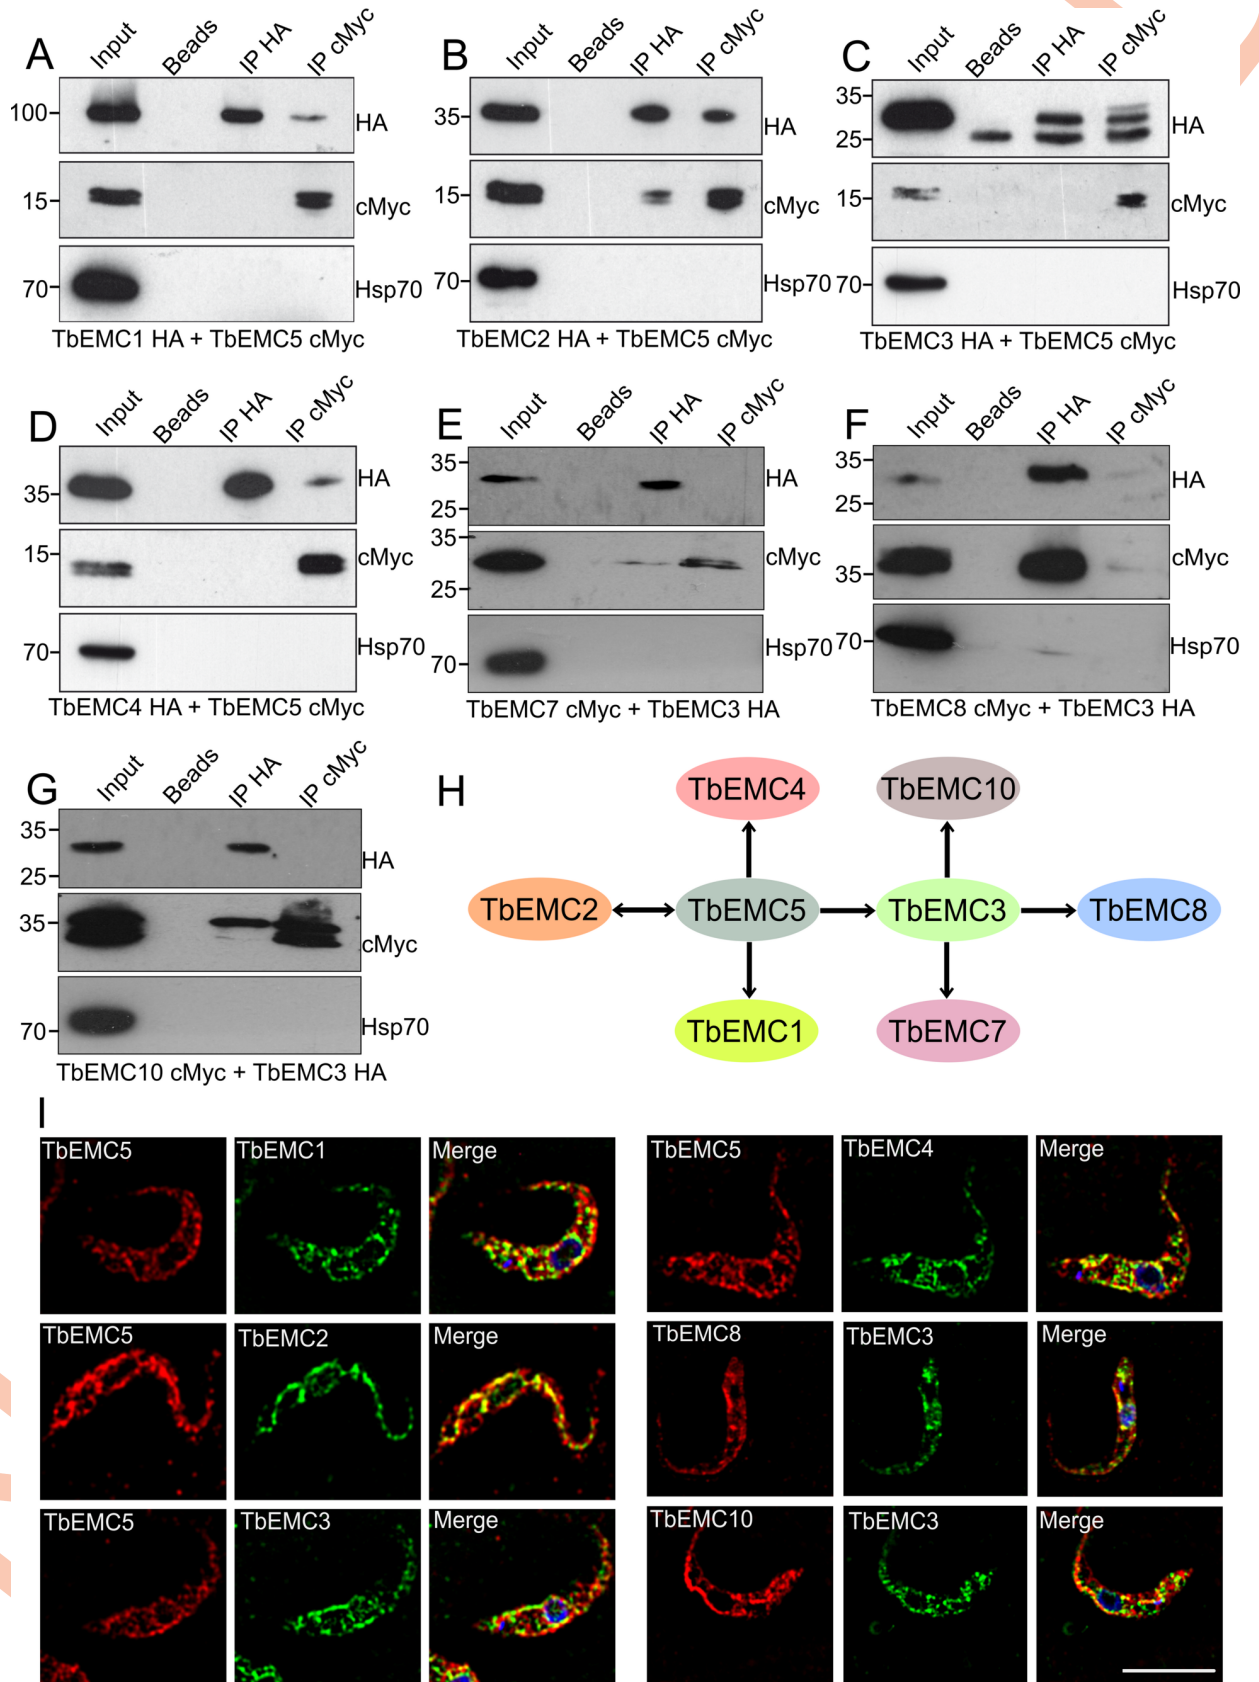 A
Input
Beads
IP HA
IP cMyc
100
HA
15
cMyc
70
Hsp70
TbEMC1 HA + TbEMC5 cMyc
B
Input
Beads
IP HA
IP cMyc
35
HA
15
cMyc
70
Hsp70
TbEMC2 HA + TbEMC5 cMyc
C
Input
Beads
IP HA
IP cMyc
35
25
HA
15
cMyc
70
Hsp70
TbEMC3 HA + TbEMC5 cMyc
D
Input
Beads
IP HA
IP cMyc
35
HA
15
cMyc
70
Hsp70
TbEMC4 HA + TbEMC5 cMyc
E
Input
Beads
IP HA
IP cMyc
35
25
HA
35
25
cMyc
70
Hsp70
TbEMC7 cMyc + TbEMC3 HA
F
Input
Beads
IP HA
IP cMyc
35
25
HA
35
cMyc
70
Hsp70
TbEMC8 cMyc + TbEMC3 HA
G
Input
Beads
IP HA
IP cMyc
35
25
HA
35
cMyc
70
Hsp70
TbEMC10 cMyc + TbEMC3 HA
H
TbEMC4
TbEMC10
TbEMC2
TbEMC5
TbEMC3
TbEMC8
TbEMC1
TbEMC7
I
TbEMC5
TbEMC1
Merge
TbEMC5
TbEMC4
Merge
TbEMC5
TbEMC2
Merge
TbEMC8
TbEMC3
Merge
TbEMC5
TbEMC3
Merge
TbEMC10
TbEMC3
Merge